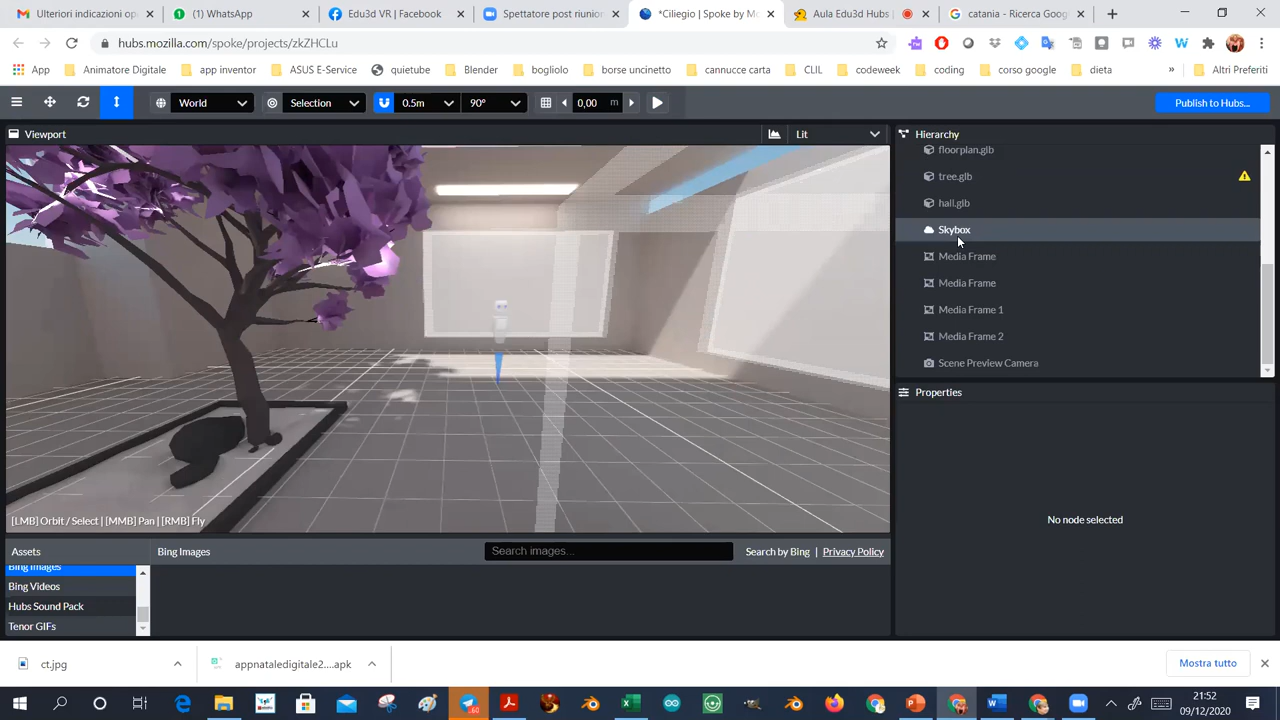 Ulteriori indicazioni op
(1) WhatsApp
Edu3d VR | Facebook
Spettatore post riunion
*Ciliegio | Spoke by Mo
Aula Edu3d Hubs |
catania - Ricerca Goog
hubs.mozilla.com/spoke/projects/zkZHCLu
App
Animatore Digitale
app inventor
ASUS E-Service
quietube
Blender
bogliolo
borse uncinetto
cannucce carta
CLIL
codeweek
coding
corso google
dieta
»
Altri Preferiti
World
Selection
0.5m
90°
0,00 m
Publish to Hubs...
Viewport
Lit
Hierarchy
floorplan.glb
tree.glb
hail.glb
Skybox
Media Frame
Media Frame
Media Frame 1
Media Frame 2
Scene Preview Camera
Properties
No node selected
[LMB] Orbit / Select | [MMB] Pan | [RMB] Fly
Assets
Bing Images
Search images...
Search by Bing | Privacy Policy
Bing Images
Bing Videos
Hubs Sound Pack
Tenor GIFs
ct.jpg
appnataledigitale2....apk
Mostra tutto
21:52
09/12/2020